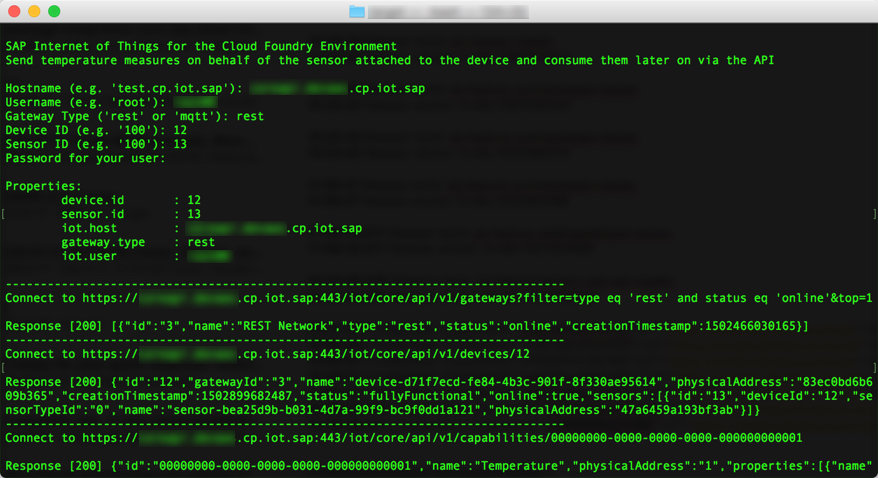 SAP Internet of Things for the Cloud Foundry Environment
Send temperature measures on behalf of the sensor attached to the device and consume them later on via the API
Hostname (e.g. 'test.cp.iot.sap'): .cp.iot.sap
Username (e.g. 'root'):
Gateway Type ('rest' or 'mqtt'): rest
Device ID (e.g. '100'): 12
Sensor ID (e.g. '100'): 13
Password for your user:
Properties:
device.id : 12
sensor.id : 13
iot.host : .cp.iot.sap
gateway.type : rest
iot.user :
--------------------------------------------------------------------------------
Connect to https:// .cp.iot.sap:443/iot/core/api/v1/gateways?filter=type eq 'rest' and status eq 'online'&top=1
Response [200] [{"id":"3","name":"REST Network","type":"rest","status":"online","creationTimestamp":1502466030165}]
--------------------------------------------------------------------------------
Connect to https:// .cp.iot.sap:443/iot/core/api/v1/devices/12
Response [200] {"id":"12","gatewayId":"3","name":"device-d71f7ecd-fe84-4b3c-901f-8f330ae95614","physicalAddress":"83ec0bd6b6
09b365","creationTimestamp":1502899682487,"status":"fullyFunctional","online":true,"sensors":[{"id":"13","deviceId":"12","se
nsorTypeId":"0","name":"sensor-bea25d9b-b031-4d7a-99f9-bc9f0dd1a121","physicalAddress":"47a6459a193bf3ab"}]}
--------------------------------------------------------------------------------
Connect to https:// .cp.iot.sap:443/iot/core/api/v1/capabilities/00000000-0000-0000-0000-000000000001
Response [200] {"id":"00000000-0000-0000-0000-000000000001","name":"Temperature","physicalAddress":"1","properties":[{"name"